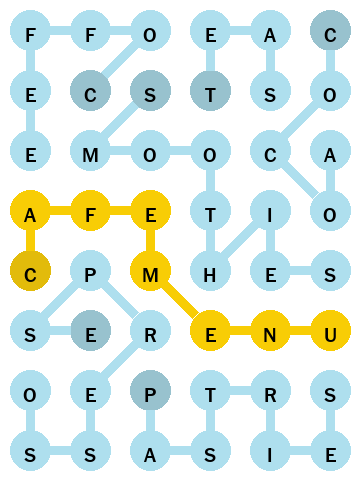 F F O E A C
E C S T S O
E M O O C A
A F E T I O
C P M H E S
S E R E N U
O E P T R S
S S A S I E